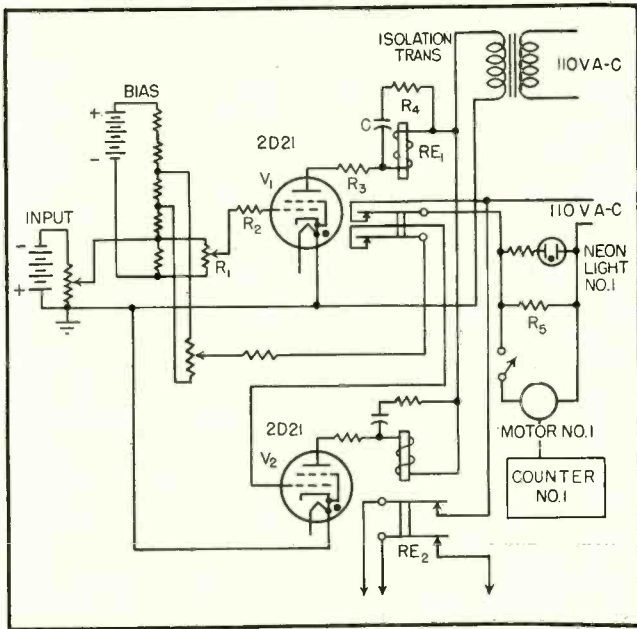 ISOLATION
TRANS
110V A-C
BIAS
+
-
R4
C
2D21
RE1
V1
R3
INPUT
R2
110 V A-C
-
+
R1
NEON
LIGHT
NO.1
R5
2D21
V2
MOTOR NO.1
COUNTER
NO.1
RE2